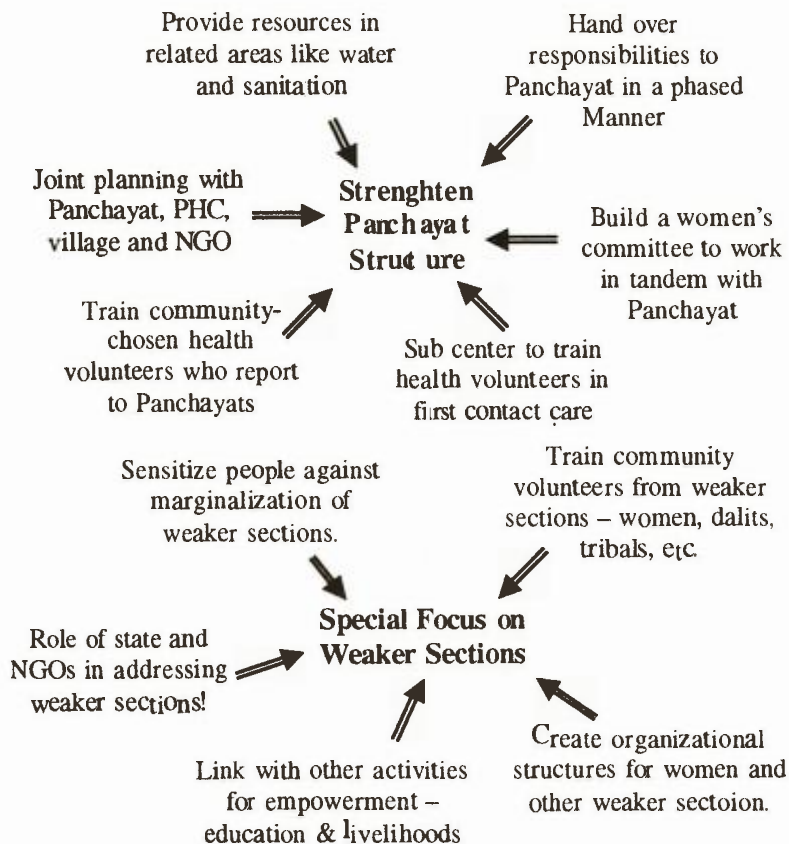 Provide resources in
related areas like water
and sanitation
Hand over
responsibilities to
Panchayat in a phased
Manner
Joint planning with
Panchayat, PHC,
village and NGO
Strenghten
Panchayat
Structure
Build a women's
committee to work
in tandem with
Panchayat
Train community-
chosen health
volunteers who report
to Panchayats
Sub center to train
health volunteers in
first contact care
Sensitize people against
marginalization of
weaker sections.
Train community
volunteers from weaker
sections – women, dalits,
tribals, etc.
Special Focus on
Weaker Sections
Role of state and
NGOs in addressing
weaker sections!
Link with other activities
for empowerment –
education & livelihoods
Create organizational
structures for women and
other weaker sectoion.